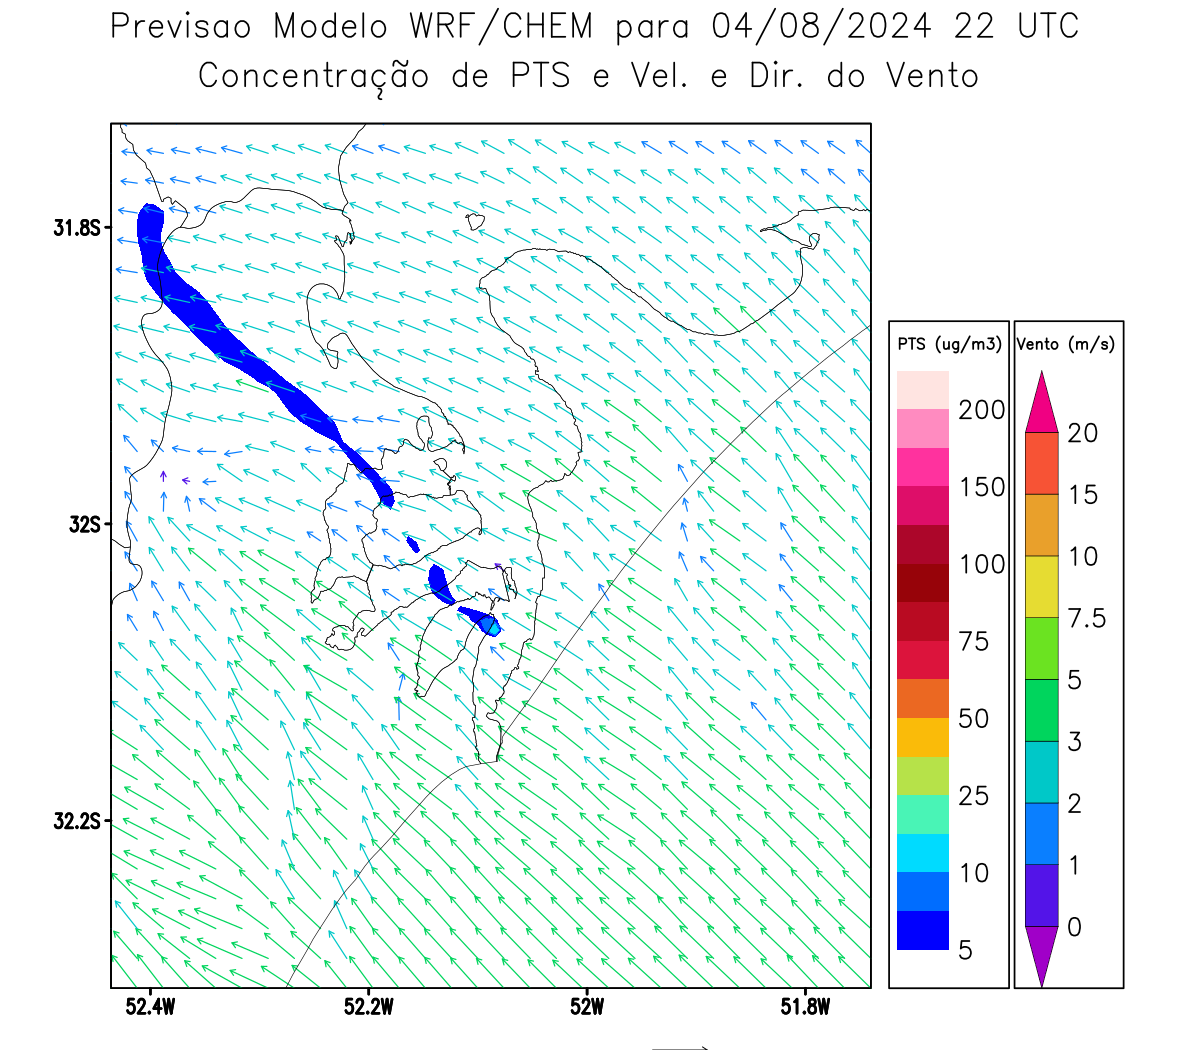 Previsao Modelo WRF/CHEM para 04/08/2024 22 UTC
Concentração de PTS e Vel. e Dir. do Vento
31.8S
32S
32.2S
52.4W 52.2W 52W 51.8W
PTS (ug/m3)
200
150
100
75
50
25
10
5
Vento (m/s)
20
15
10
7.5
5
3
2
1
0